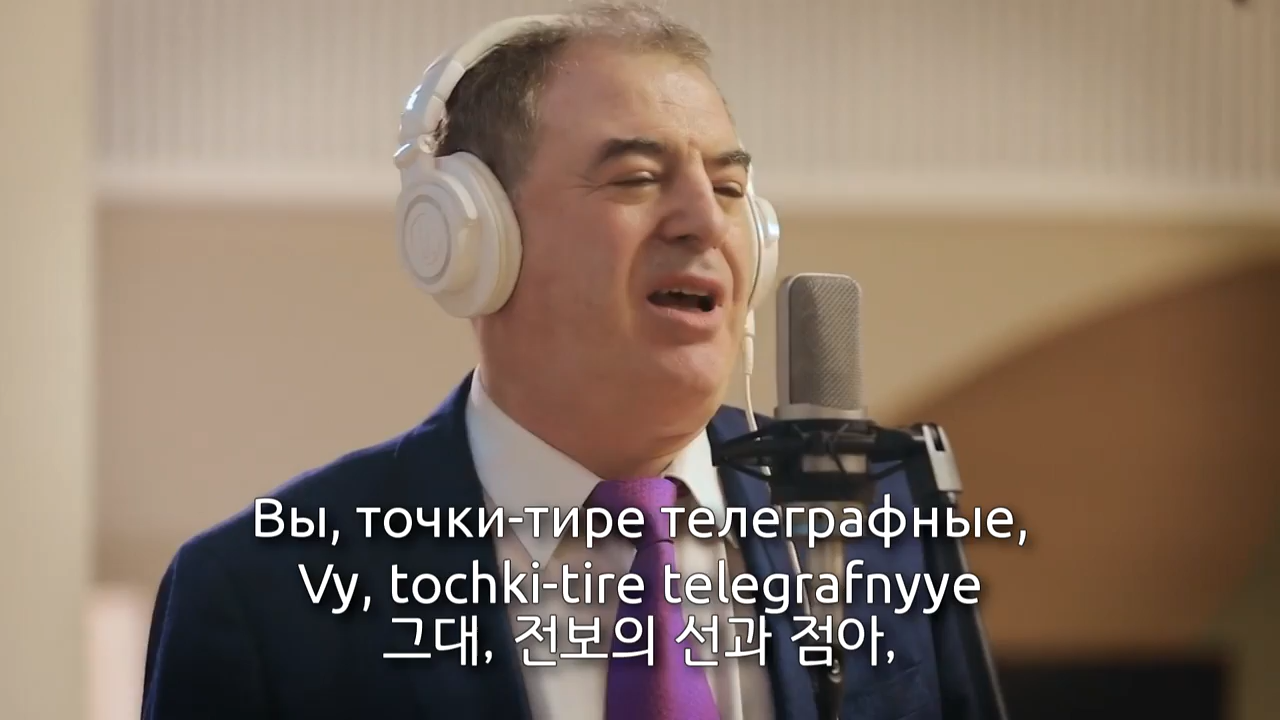 Вы, точки-тире телеграфные,
Vy, tochki-tire telegrafnyye
그대, 전보의 선과 점아,